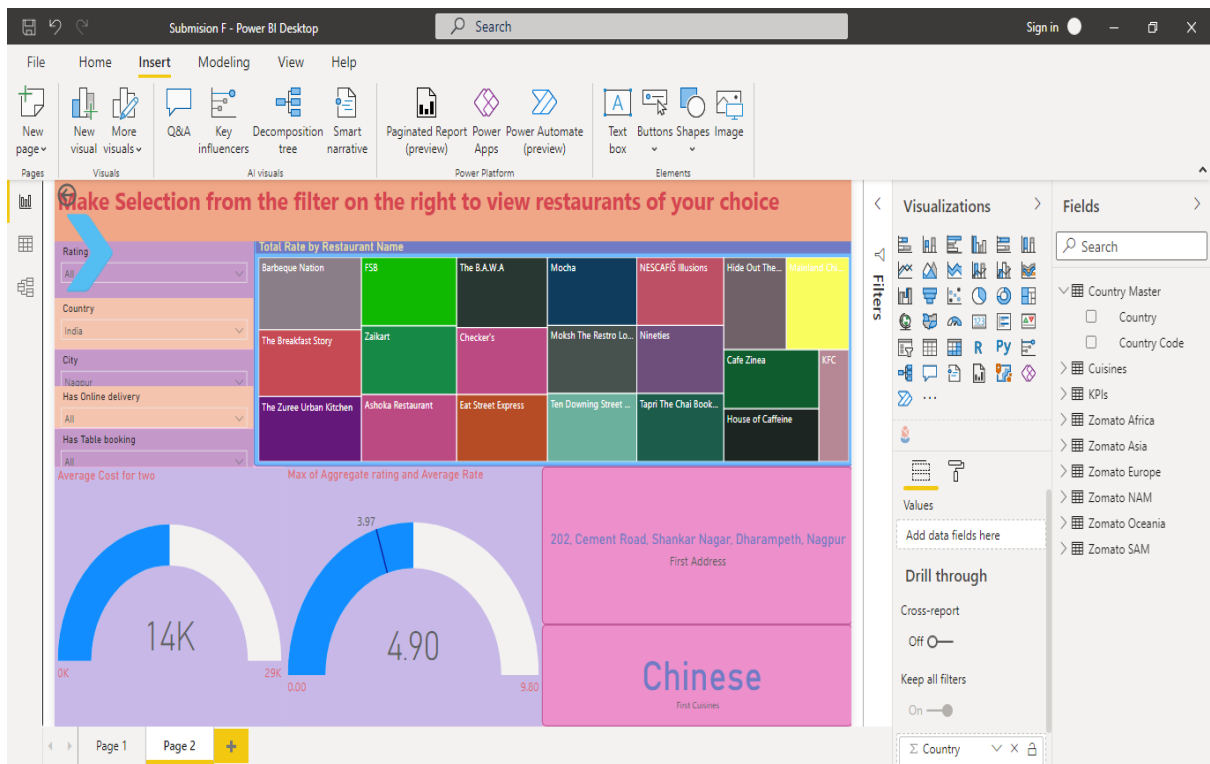 Submision F - Power BI Desktop
Search
Sign in
File Home Insert Modeling View Help
New page
New visual
More visuals
Q&A
Key influencers
Decomposition tree
Smart narrative
Paginated Report (preview)
Power Apps
Power Automate (preview)
Text box
Buttons
Shapes
Image
Pages
Visuals
AI visuals
Power Platform
Elements
Make Selection from the filter on the right to view restaurants of your choice
Rating
All
Country
India
City
Nagpur
Has Online delivery
All
Has Table booking
All
Total Rate by Restaurant Name
Barbeque Nation
FSB
The B.A.W.A
Mocha
NESCAFÍŠ Illusions
Hide Out The...
Mainland Ch...
The Breakfast Story
Zaikart
Checker's
Moksh The Restro Lo...
Nineties
Cafe Zinea
KFC
The Zuree Urban Kitchen
Ashoka Restaurant
Eat Street Express
Ten Downing Street ...
Tapri The Chai Book...
House of Caffeine
Average Cost for two
14K
0K
29K
Max of Aggregate rating and Average Rate
3.97
4.90
0.00
9.80
202, Cement Road, Shankar Nagar, Dharampeth, Nagpur
First Address
Chinese
First Cuisines
Filters
Visualizations
R
Py
Values
Add data fields here
Drill through
Cross-report
Off
Keep all filters
On
Σ Country
Fields
Search
Country Master
Country
Country Code
Cuisines
KPIs
Zomato Africa
Zomato Asia
Zomato Europe
Zomato NAM
Zomato Oceania
Zomato SAM
Page 1
Page 2